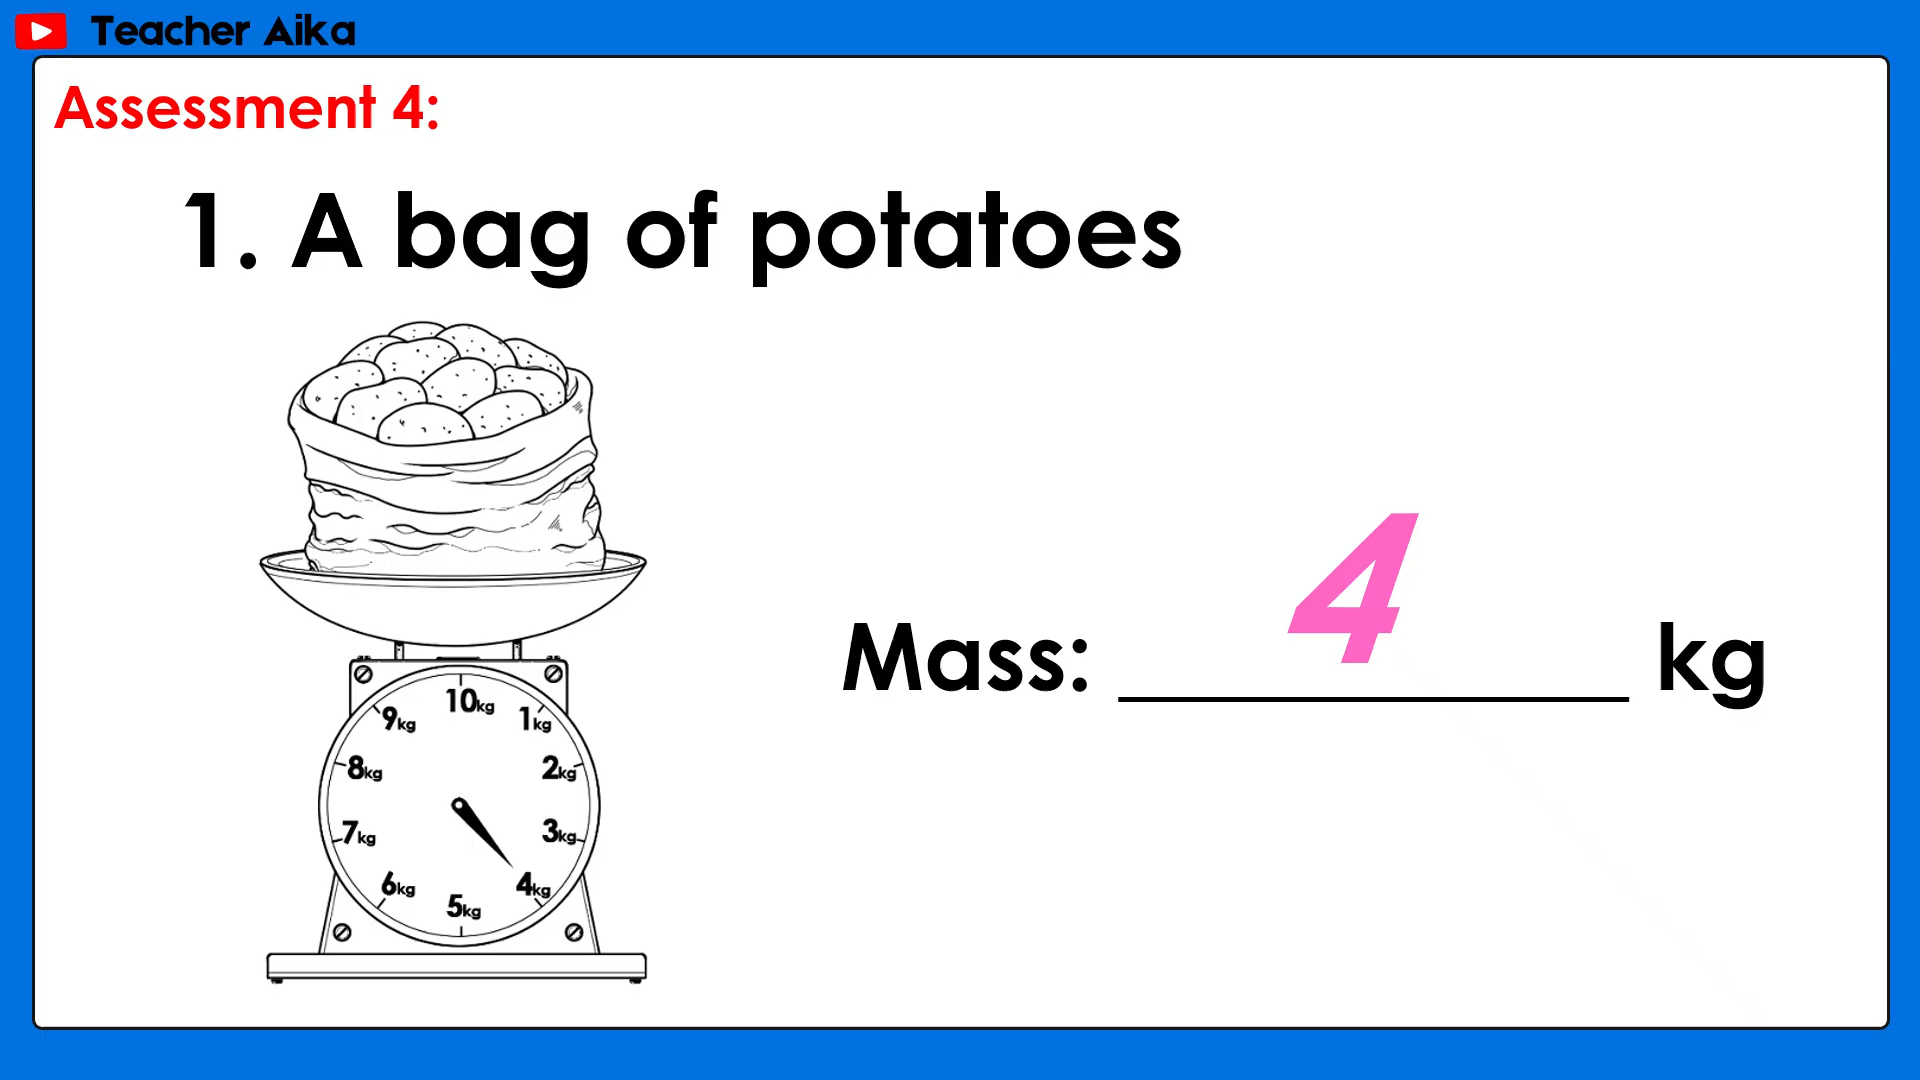 Teacher Aika
Assessment 4:
1. A bag of potatoes
Mass: ____________ kg
4
10kg
9kg
1kg
8kg
2kg
7kg
3kg
6kg
4kg
5kg